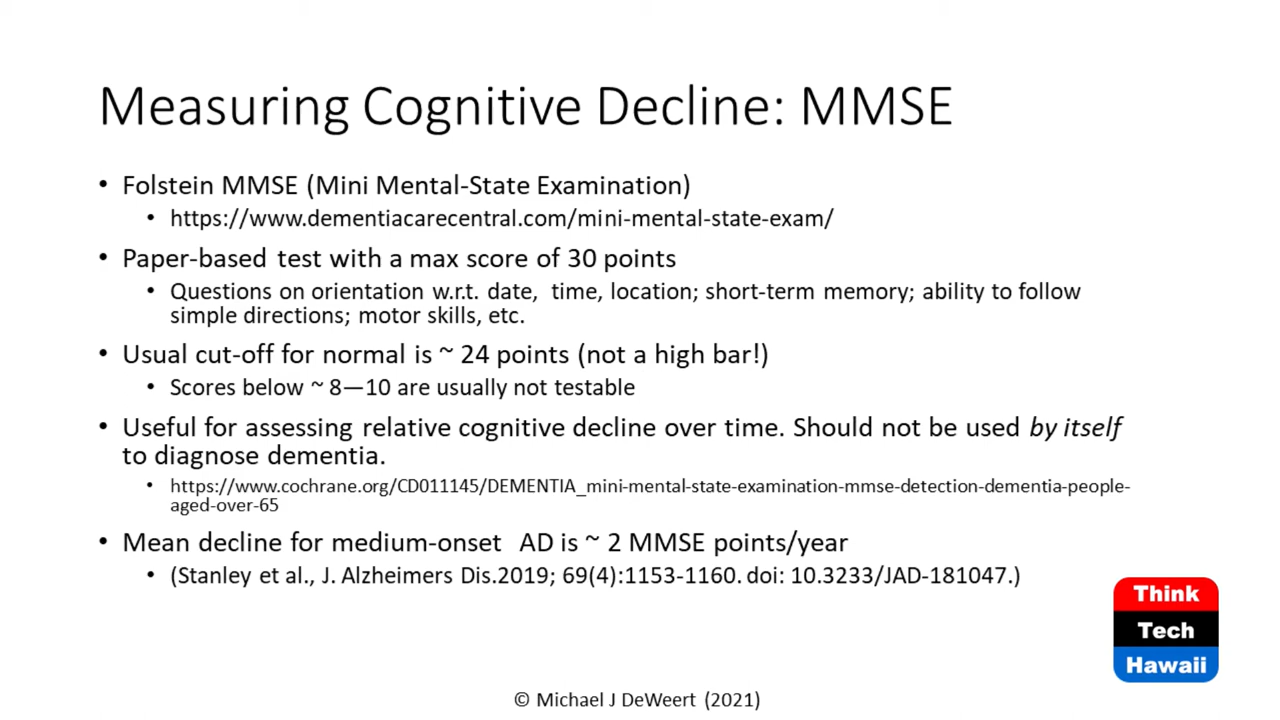 Measuring Cognitive Decline: MMSE
• Folstein MMSE (Mini Mental-State Examination)
• https://www.dementiacarecentral.com/mini-mental-state-exam/
• Paper-based test with a max score of 30 points
• Questions on orientation w.r.t. date, time, location; short-term memory; ability to follow
simple directions; motor skills, etc.
• Usual cut-off for normal is ~ 24 points (not a high bar!)
• Scores below ~ 8—10 are usually not testable
• Useful for assessing relative cognitive decline over time. Should not be used by itself
to diagnose dementia.
• https://www.cochrane.org/CD011145/DEMENTIA_mini-mental-state-examination-mmse-detection-dementia-people-
aged-over-65
• Mean decline for medium-onset AD is ~ 2 MMSE points/year
• (Stanley et al., J. Alzheimers Dis.2019; 69(4):1153-1160. doi: 10.3233/JAD-181047.)
Think
Tech
Hawaii
© Michael J DeWeert (2021)